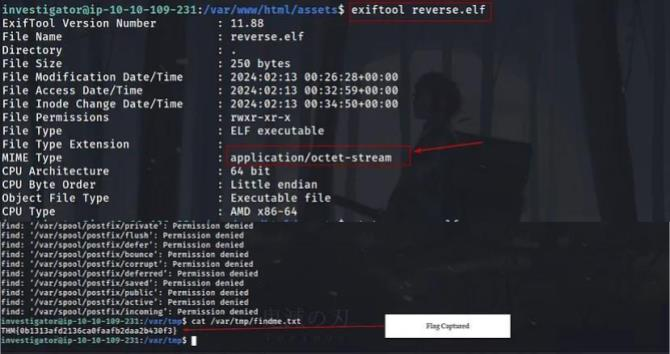 investigator@ip-10-10-109-231:/var/www/html/assets$ exiftool reverse.elf
ExifTool Version Number : 11.88
File Name : reverse.elf
Directory : .
File Size : 250 bytes
File Modification Date/Time : 2024:02:13 00:26:28+00:00
File Access Date/Time : 2024:02:13 00:32:59+00:00
File Inode Change Date/Time : 2024:02:13 00:34:50+00:00
File Permissions : rwxr-xr-x
File Type : ELF executable
File Type Extension :
MIME Type : application/octet-stream
CPU Architecture : 64 bit
CPU Byte Order : Little endian
Object File Type : Executable file
CPU Type : AMD x86-64
find: '/var/spool/postfix/private': Permission denied
find: '/var/spool/postfix/flush': Permission denied
find: '/var/spool/postfix/defer': Permission denied
find: '/var/spool/postfix/bounce': Permission denied
find: '/var/spool/postfix/corrupt': Permission denied
find: '/var/spool/postfix/deferred': Permission denied
find: '/var/spool/postfix/saved': Permission denied
find: '/var/spool/postfix/public': Permission denied
find: '/var/spool/postfix/active': Permission denied
find: '/var/spool/postfix/incoming': Permission denied
investigator@ip-10-10-109-231:/var/tmp$ cat /var/tmp/findme.txt
THM{0b1313afd2136ca0faafb2daa2b430f3}
Flag Captured
investigator@ip-10-10-109-231:/var/tmp$